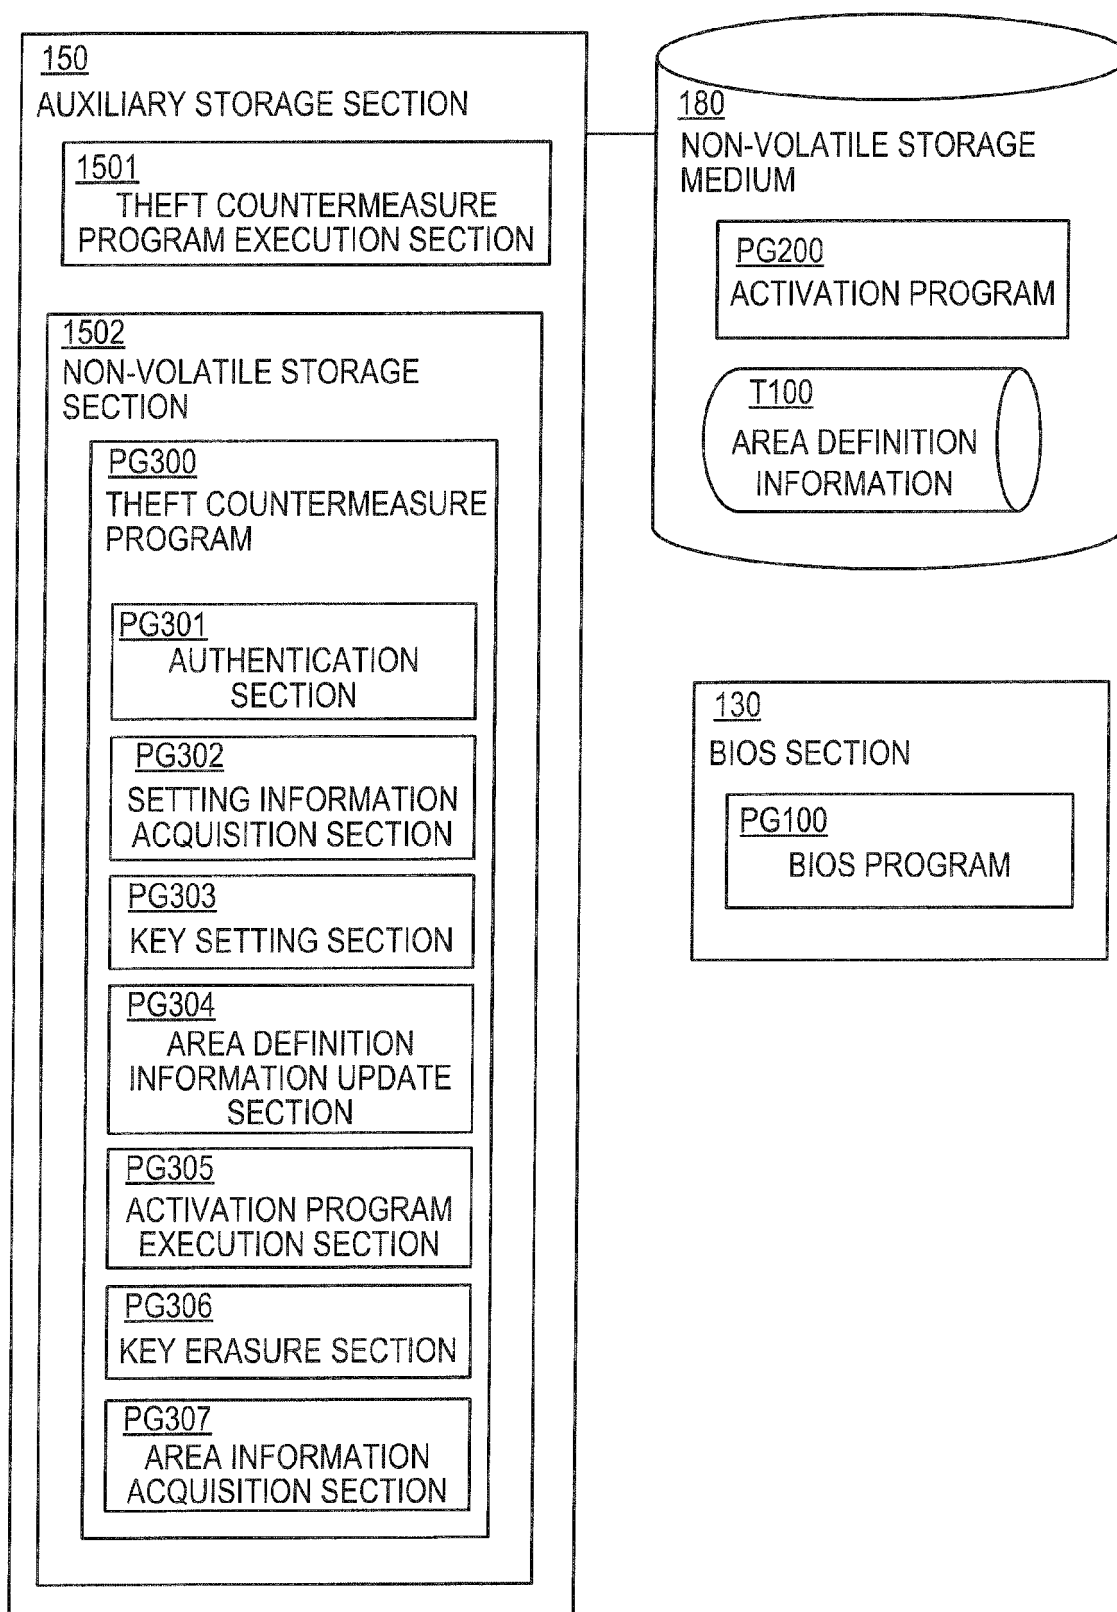 150
AUXILIARY STORAGE SECTION
1501
THEFT COUNTERMEASURE
PROGRAM EXECUTION SECTION
1502
NON-VOLATILE STORAGE
SECTION
PG300
THEFT COUNTERMEASURE
PROGRAM
PG301
AUTHENTICATION
SECTION
PG302
SETTING INFORMATION
ACQUISITION SECTION
PG303
KEY SETTING SECTION
PG304
AREA DEFINITION
INFORMATION UPDATE
SECTION
PG305
ACTIVATION PROGRAM
EXECUTION SECTION
PG306
KEY ERASURE SECTION
PG307
AREA INFORMATION
ACQUISITION SECTION
180
NON-VOLATILE STORAGE
MEDIUM
PG200
ACTIVATION PROGRAM
T100
AREA DEFINITION
INFORMATION
130
BIOS SECTION
PG100
BIOS PROGRAM